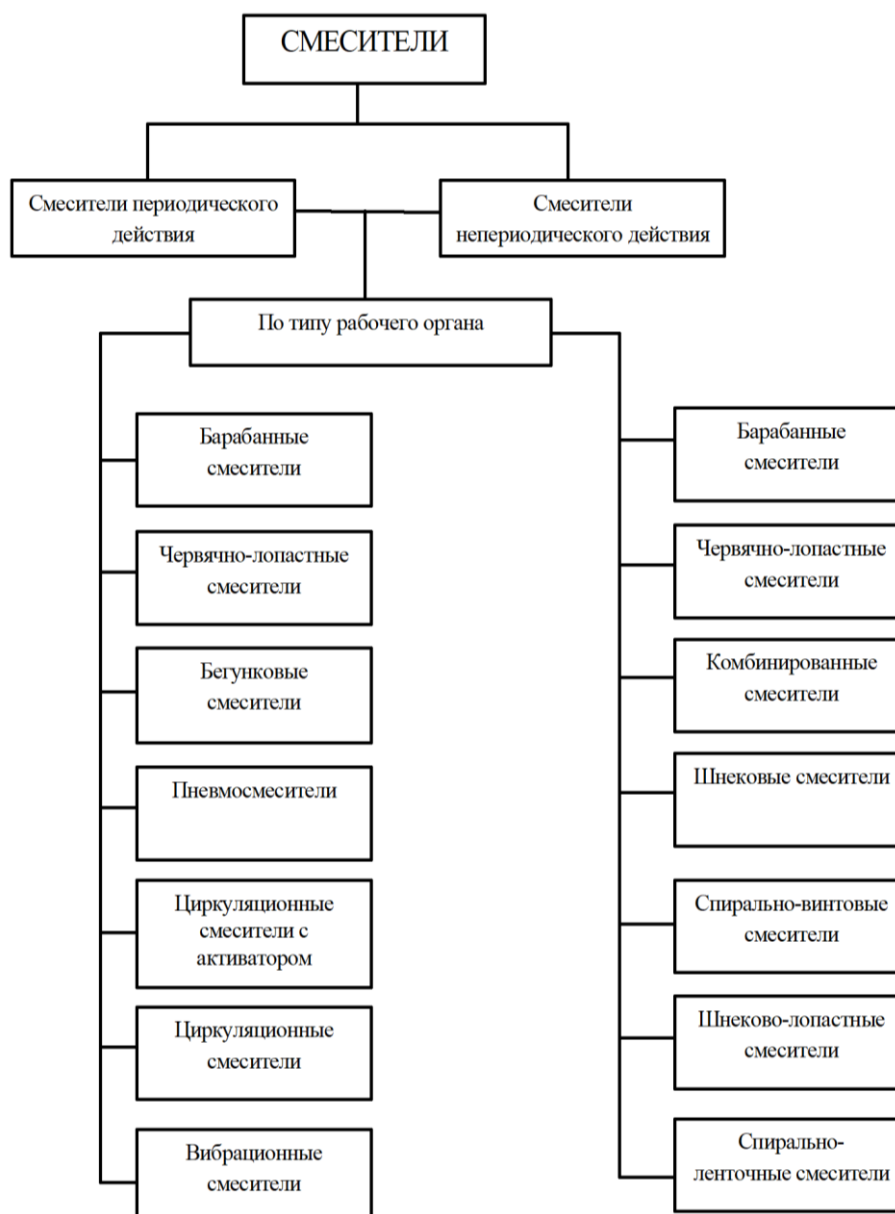 СМЕСИТЕЛИ
Смесители периодического
действия
Смесители
непериодического действия
По типу рабочего органа
Барабанные
смесители
Червячно-лопастные
смесители
Бегунковые
смесители
Пневмосмесители
Циркуляционные
смесители с
активатором
Циркуляционные
смесители
Вибрационные
смесители
Барабанные
смесители
Червячно-лопастные
смесители
Комбинированные
смесители
Шнековые смесители
Спирально-винтовые
смесители
Шнеково-лопастные
смесители
Спирально-
ленточные смесители